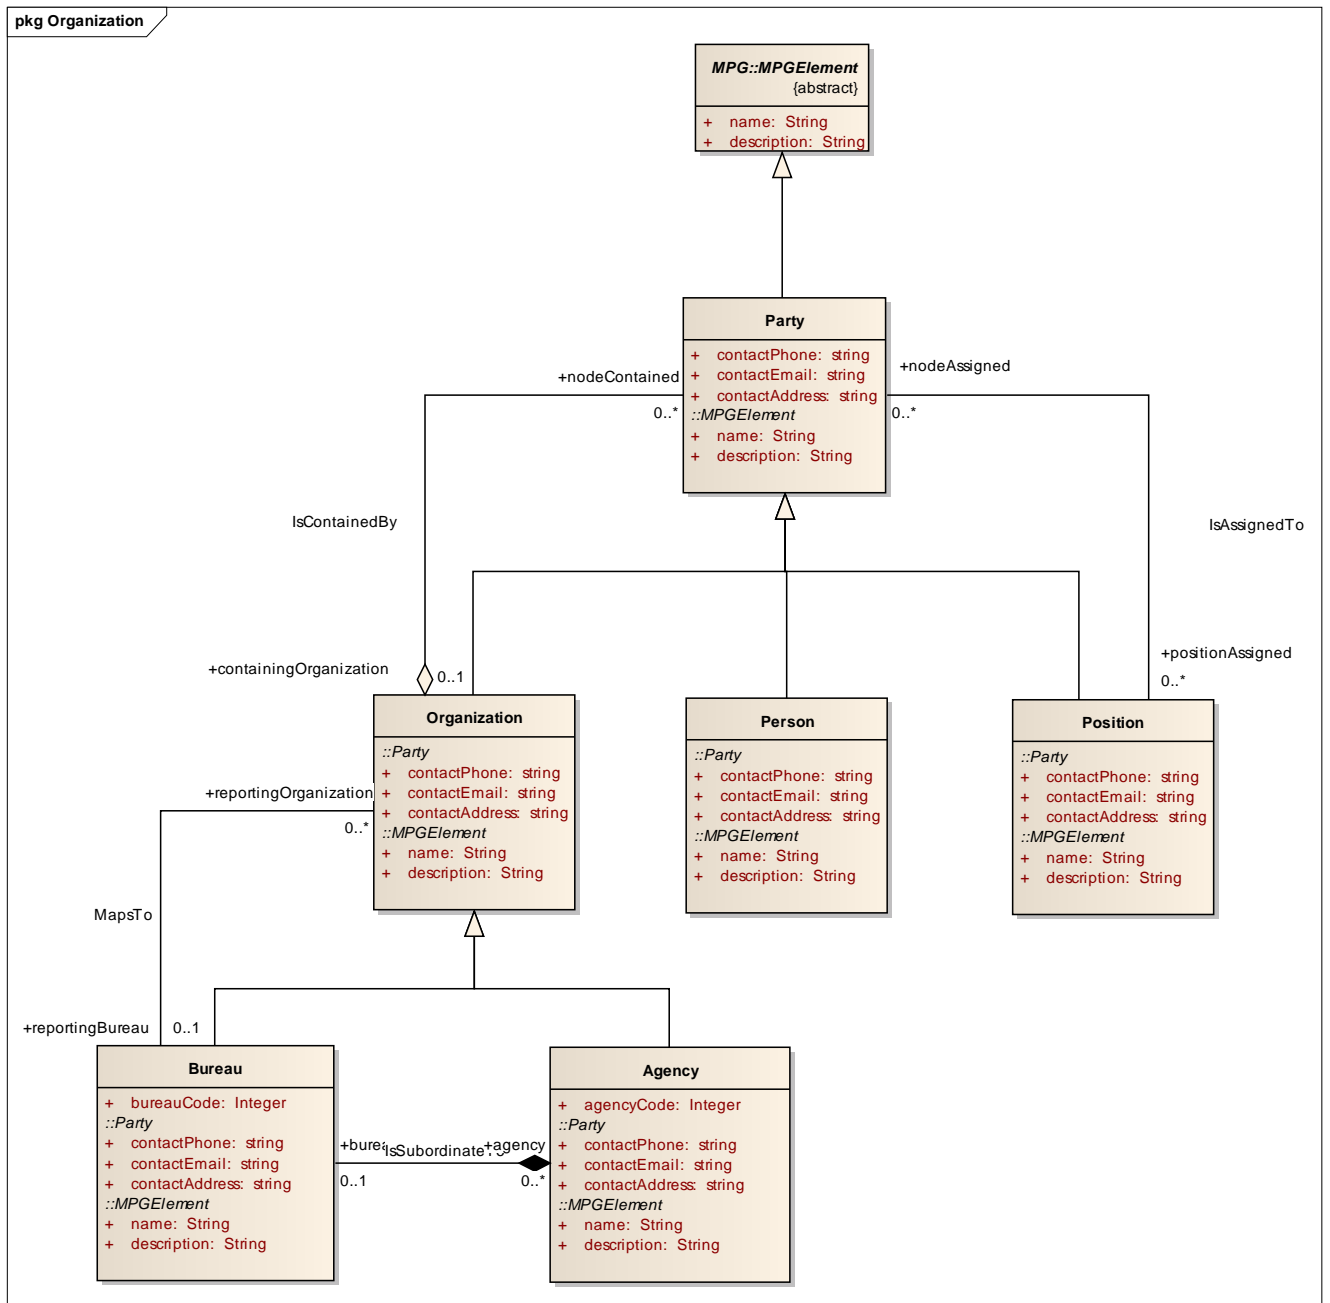 pkg Organization
MPG::MPGElement
{abstract}
+ name: String
+ description: String
Party
+ contactPhone: string
+ contactEmail: string
+ contactAddress: string
::MPGElement
+ name: String
+ description: String
+nodeContained
0..*
+nodeAssigned
0..*
IsContainedBy
IsAssignedTo
+containingOrganization
0..1
+positionAssigned
0..*
Organization
::Party
+ contactPhone: string
+ contactEmail: string
+ contactAddress: string
::MPGElement
+ name: String
+ description: String
Person
::Party
+ contactPhone: string
+ contactEmail: string
+ contactAddress: string
::MPGElement
+ name: String
+ description: String
Position
::Party
+ contactPhone: string
+ contactEmail: string
+ contactAddress: string
::MPGElement
+ name: String
+ description: String
+reportingOrganization
0..*
MapsTo
+reportingBureau
0..1
Bureau
+ bureauCode: Integer
::Party
+ contactPhone: string
+ contactEmail: string
+ contactAddress: string
::MPGElement
+ name: String
+ description: String
+agency
0..1
0..*
Agency
+ agencyCode: Integer
::Party
+ contactPhone: string
+ contactEmail: string
+ contactAddress: string
::MPGElement
+ name: String
+ description: String